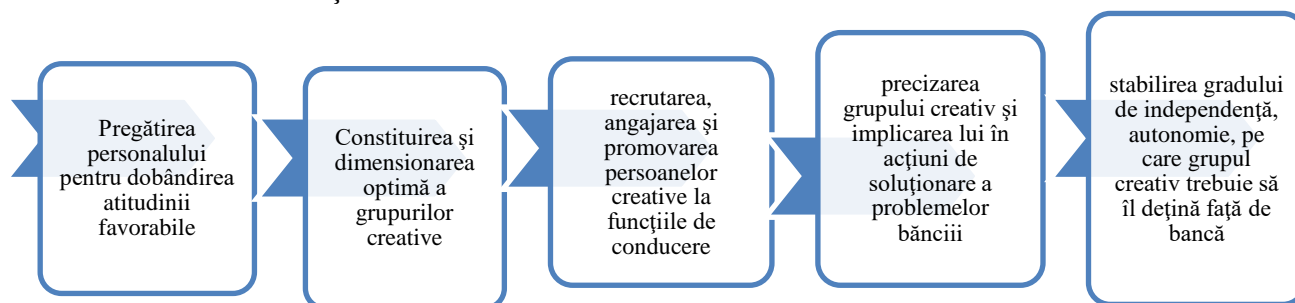 Pregătirea
personalului
pentru dobândirea
atitudinii
favorabile
Constituirea şi
dimensionarea
optimă a
grupurilor
creative
recrutarea,
angajarea şi
promovarea
persoanelor
creative la
funcţiile de
conducere
precizarea
grupului creativ şi
implicarea lui în
acţiuni de
soluţionare a
problemelor
bănciii
stabilirea gradului
de independenţă,
autonomie, pe
care grupul
creativ trebuie să
îl deţină faţă de
bancă